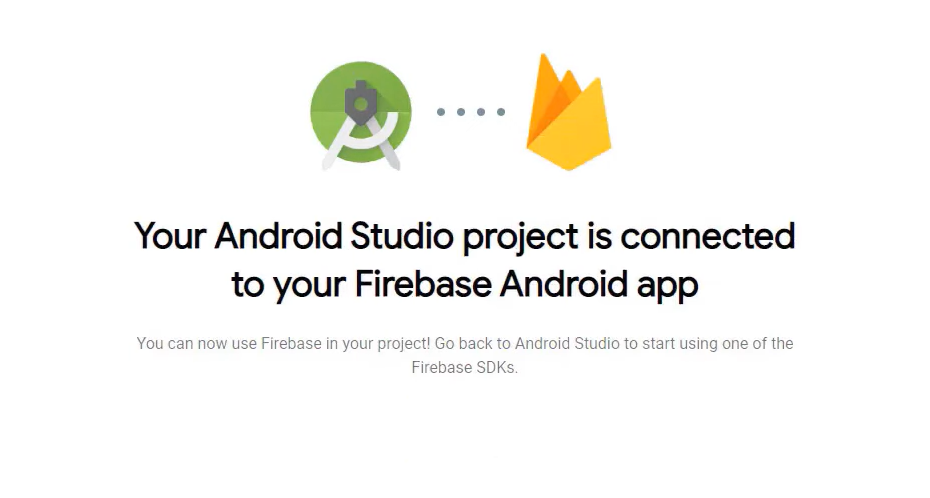 Your Android Studio project is connected
to your Firebase Android app
You can now use Firebase in your project! Go back to Android Studio to start using one of the
Firebase SDKs.